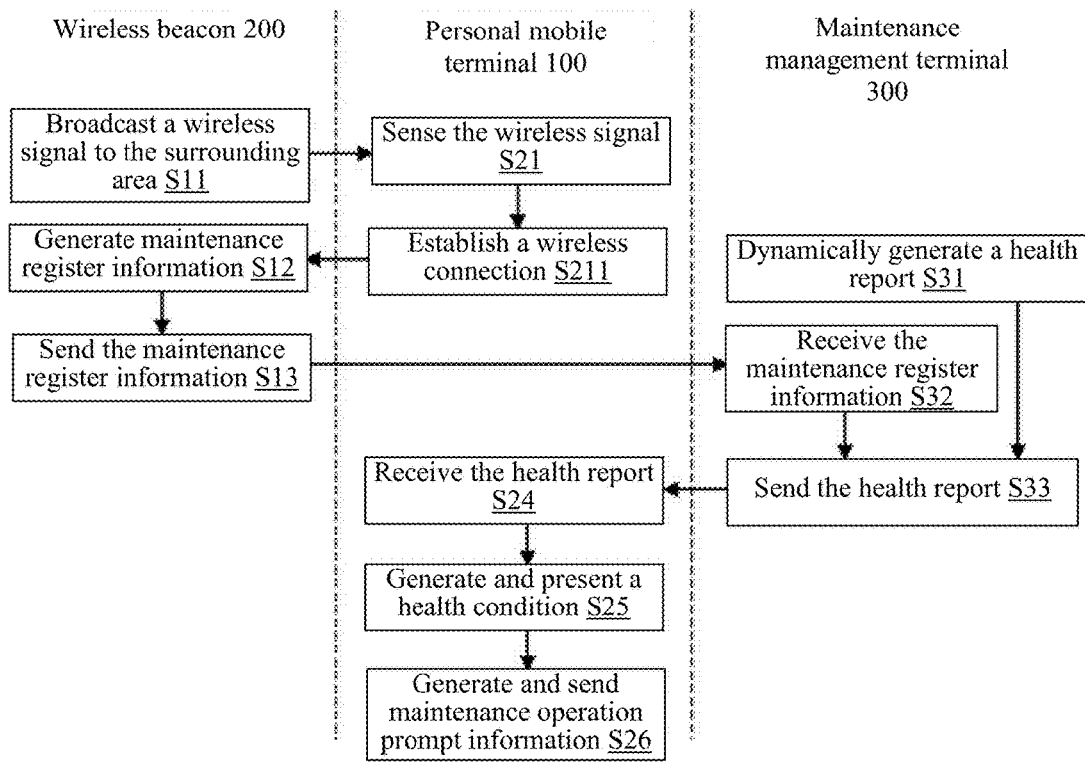 Wireless beacon 200
Personal mobile
terminal 100
Maintenance
management terminal
300
Broadcast a wireless
signal to the surrounding
area S11
Sense the wireless signal
S21
Generate maintenance
register information S12
Establish a wireless
connection S211
Dynamically generate a health
report S31
Send the maintenance
register information S13
Receive the
maintenance register
information S32
Receive the health report
S24
Send the health report S33
Generate and present a
health condition S25
Generate and send
maintenance operation
prompt information S26